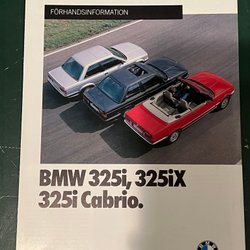 FÖRHANDSINFORMATION
BMW 325i, 325iX
325i Cabrio.